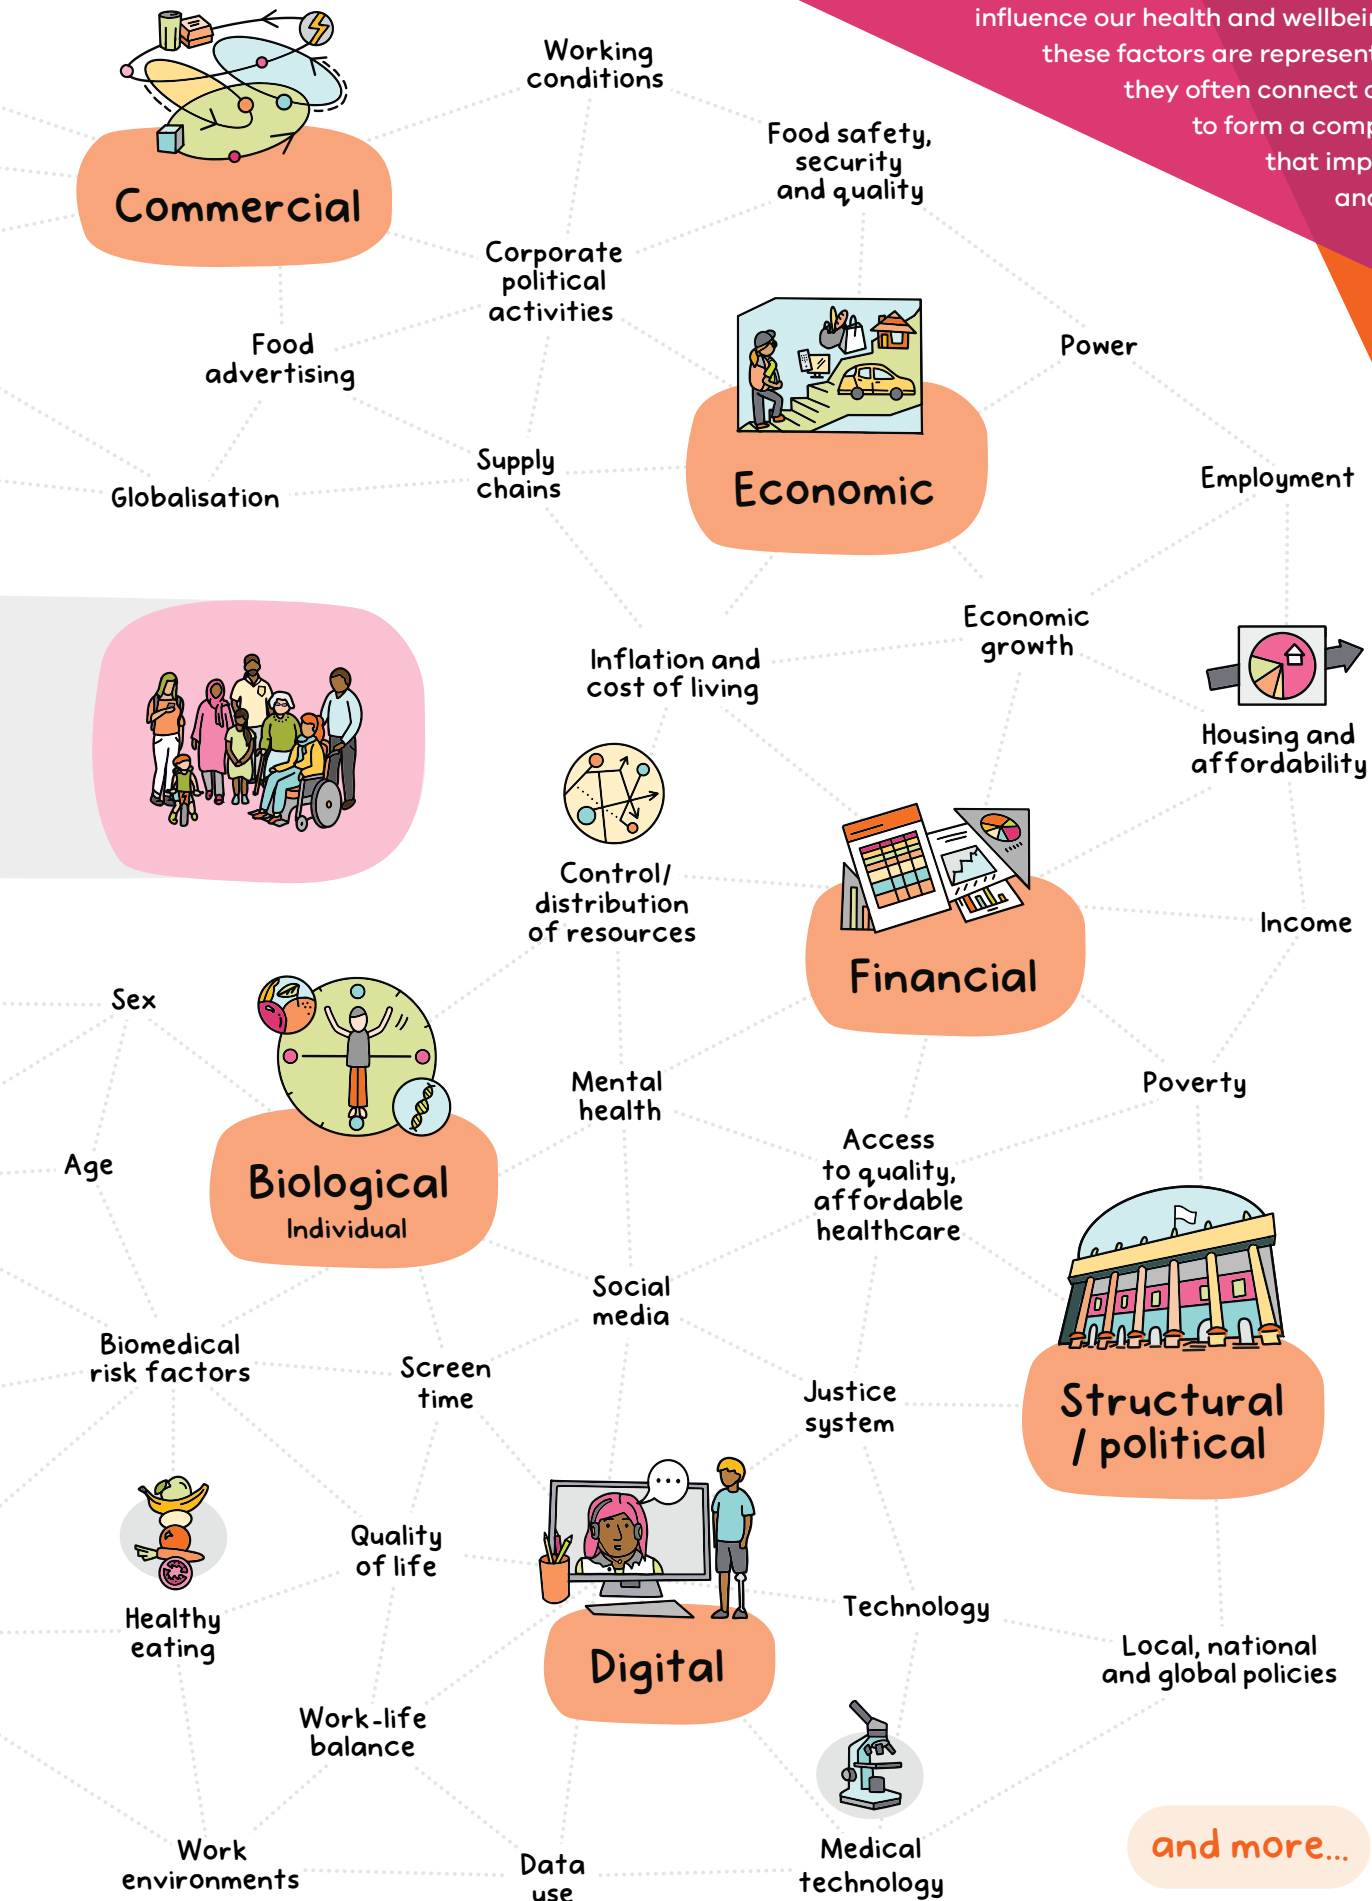 influence our health and wellbein
these factors are represent
they often connect
to form a comp
that imp
and
Working
conditions
Food safety,
security
and quality
Commercial
Corporate
political
activities
Food
advertising
Power
Supply
chains
Globalisation
Economic
Employment
Economic
growth
Inflation and
cost of living
Housing and
affordability
Control/
distribution
of resources
Income
Financial
Sex
Mental
health
Poverty
Access
to quality,
affordable
healthcare
Age
Biological
Individual
Social
media
Biomedical
risk factors
Screen
time
Justice
system
Structural
/ political
Quality
of life
Healthy
eating
Technology
Local, national
and global policies
Digital
Work-life
balance
Work
environments
Data
use
Medical
technology
and more...